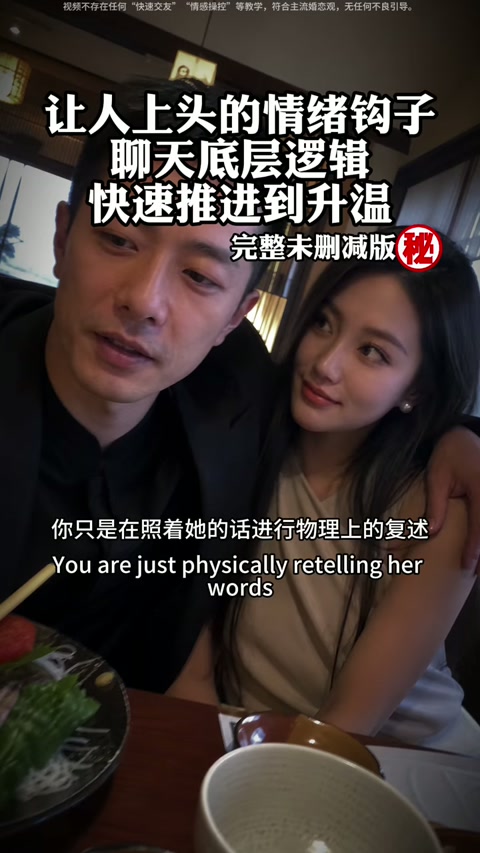 视频不存在任何“快速交友”“情感操控”等教学，符合主流婚恋观，无任何不良引导。
让人上头的情绪钩子
聊天底层逻辑
快速推进到升温
完整未删减版 秘
你只是在照着她的话进行物理上的复述
You are just physically retelling her
words